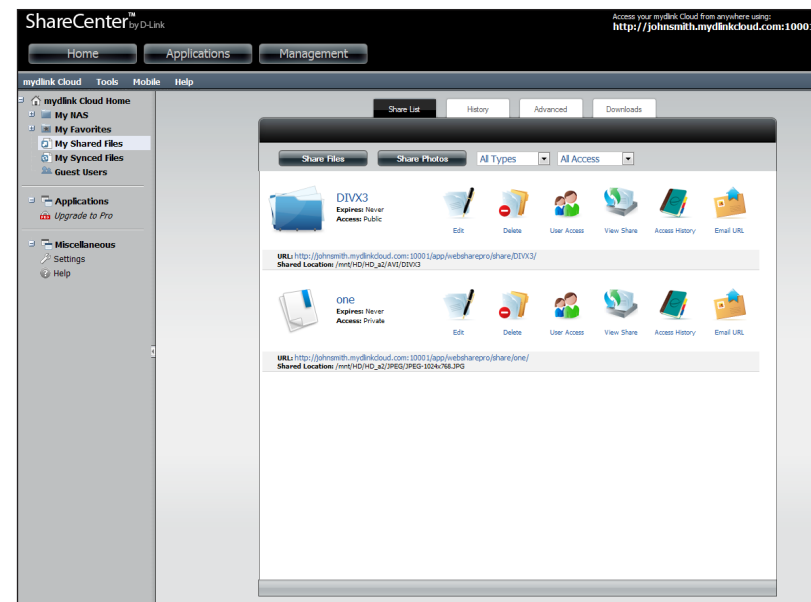 ShareCenter™ by D-Link
Access your mydlink Cloud from anywhere using:
http://johnsmith.mydlinkcloud.com:10001
Home Applications Management
mydlink Cloud Tools Mobile Help
mydlink Cloud Home
My NAS
My Favorites
My Shared Files
My Synced Files
Guest Users
Applications
Upgrade to Pro
Miscellaneous
Settings
Help
Share List History Advanced Downloads
Share Files Share Photos All Types All Access
DIVX3
Expires: Never
Access: Public
Edit Delete User Access View Share Access History Email URL
URL: http://johnsmith.mydlinkcloud.com:10001/app/websharepro/share/DIVX3/
Shared Location: /mnt/HD/HD_a2/AVI/DIVX3
one
Expires: Never
Access: Private
Edit Delete User Access View Share Access History Email URL
URL: http://johnsmith.mydlinkcloud.com:10001/app/websharepro/share/one/
Shared Location: /mnt/HD/HD_a2/JPEG/JPEG-1024x768.JPG